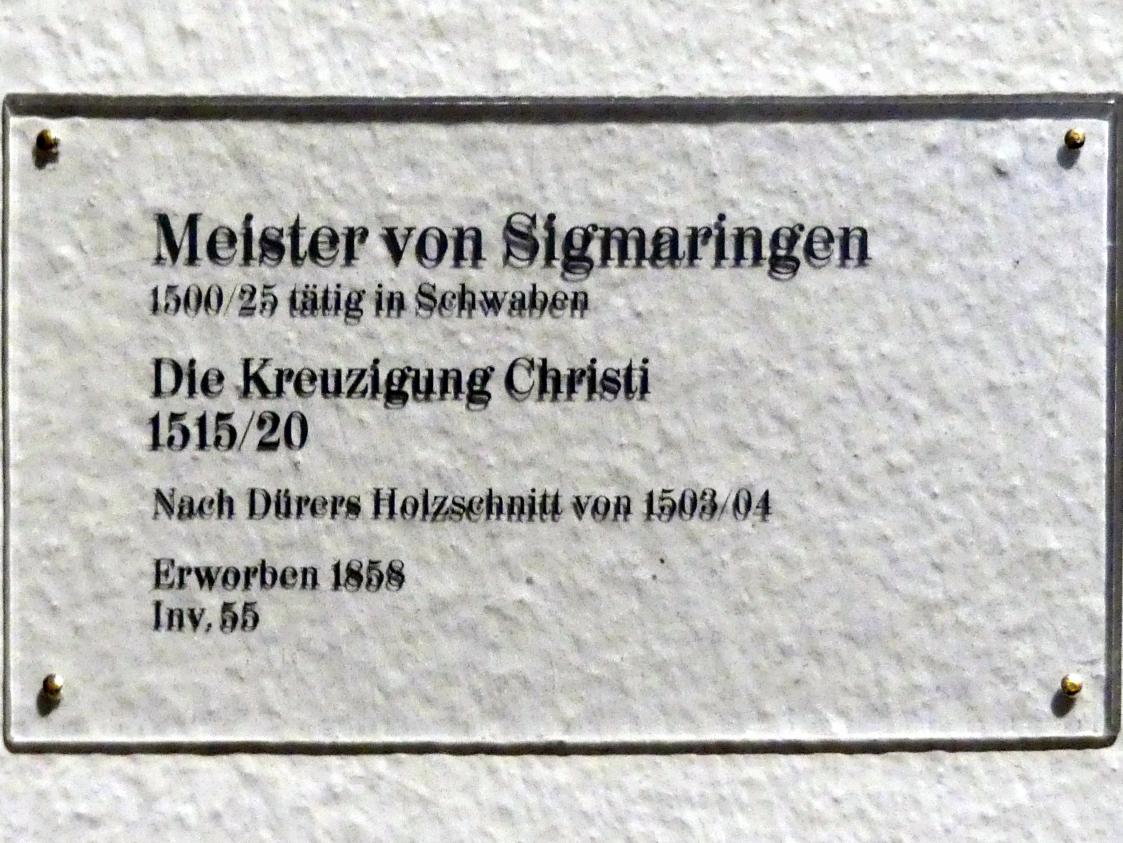 Meister von Sigmaringen
1500/25 tätig in Schwaben
Die Kreuzigung Christi
1515/20
Nach Dürers Holzschnitt von 1503/04
Erworben 1858
Inv. 55